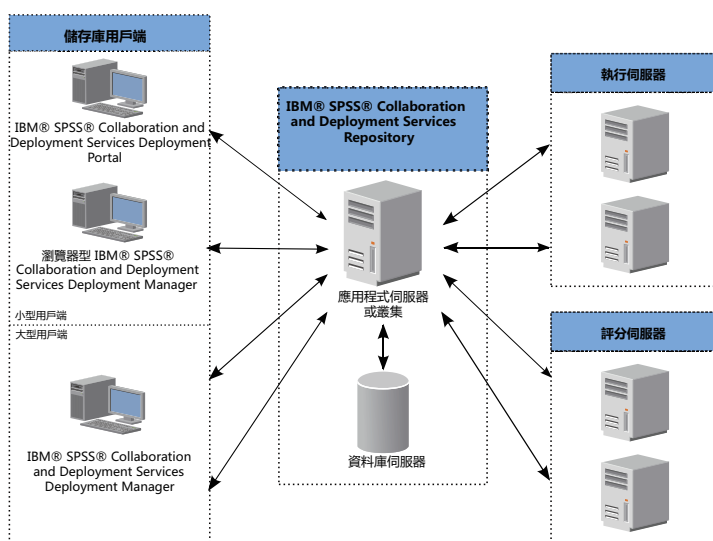 儲存庫用戶端
IBM® SPSS® Collaboration and
Deployment Services Deployment
Portal
瀏覽器型 IBM® SPSS®
Collaboration and Deployment
Services Deployment Manager
小型用戶端
大型用戶端
IBM® SPSS® Collaboration
and Deployment Services
Deployment Manager
IBM® SPSS® Collaboration
and Deployment Services
Repository
應用程式伺服器
或叢集
資料庫伺服器
執行伺服器
評分伺服器